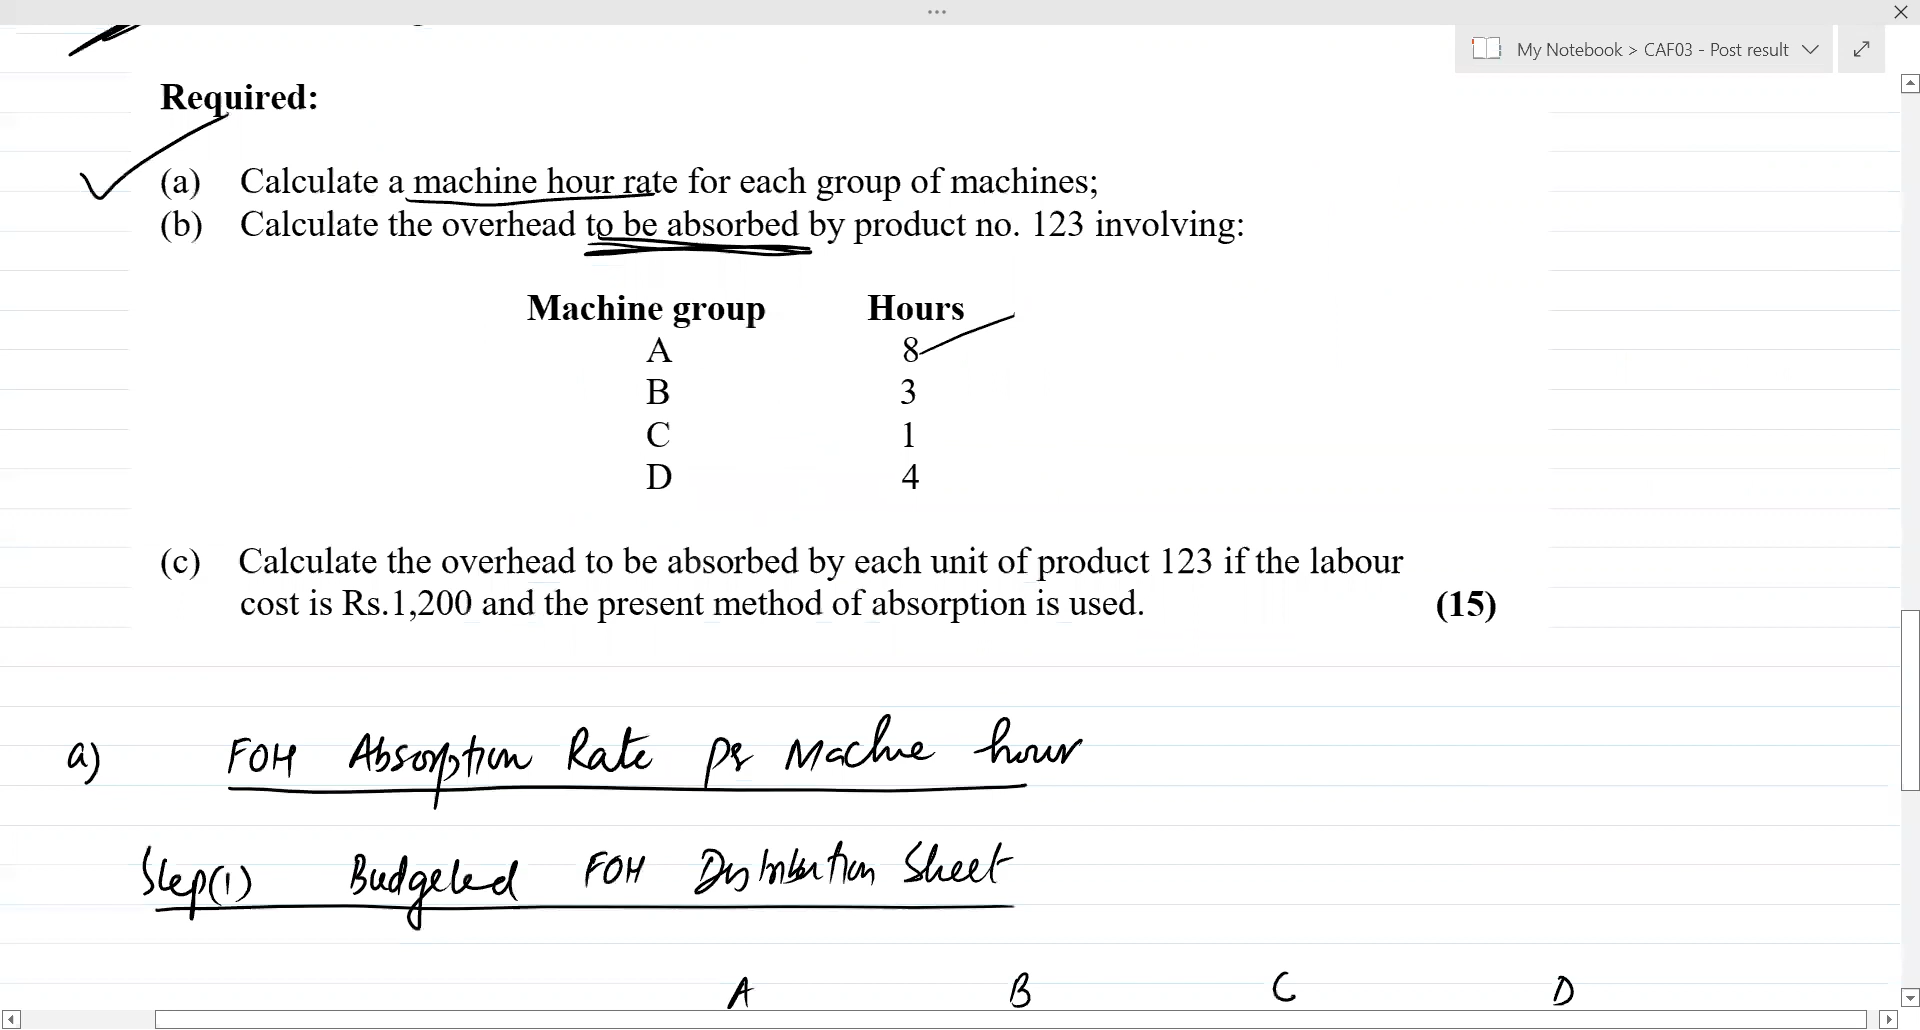 My Notebook > CAF03 - Post result
Required:
(a) Calculate a machine hour rate for each group of machines;
(b) Calculate the overhead to be absorbed by product no. 123 involving:
Machine group Hours
A 8
B 3
C 1
D 4
(c) Calculate the overhead to be absorbed by each unit of product 123 if the labour
cost is Rs.1,200 and the present method of absorption is used. (15)
a) FOH Absorption Rate pr Machine hour
Step(1) Budgeted FOH Distribution Sheet
A B C D